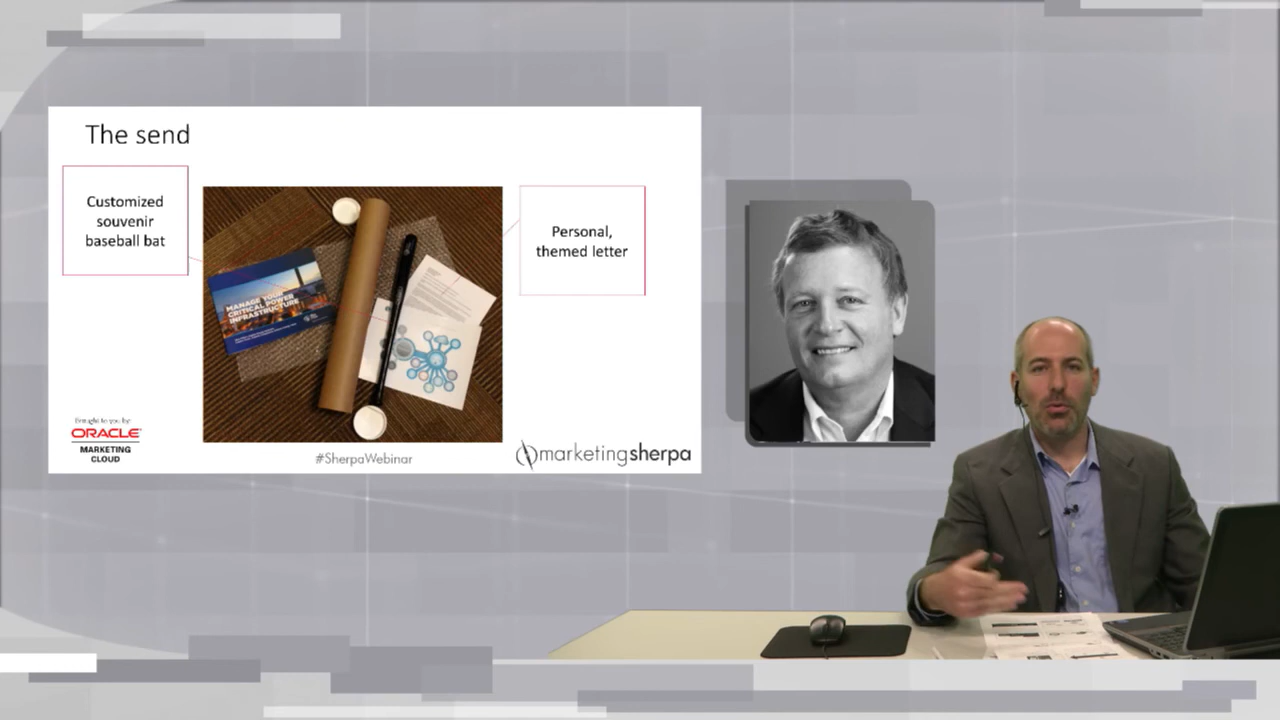 The send
Customized
souvenir
baseball bat
Personal,
themed letter
MANAGE YOUR
CRITICAL POWER
INFRASTRUCTURE
Brought to you by:
ORACLE
MARKETING
CLOUD
#SherpaWebinar
marketingsherpa